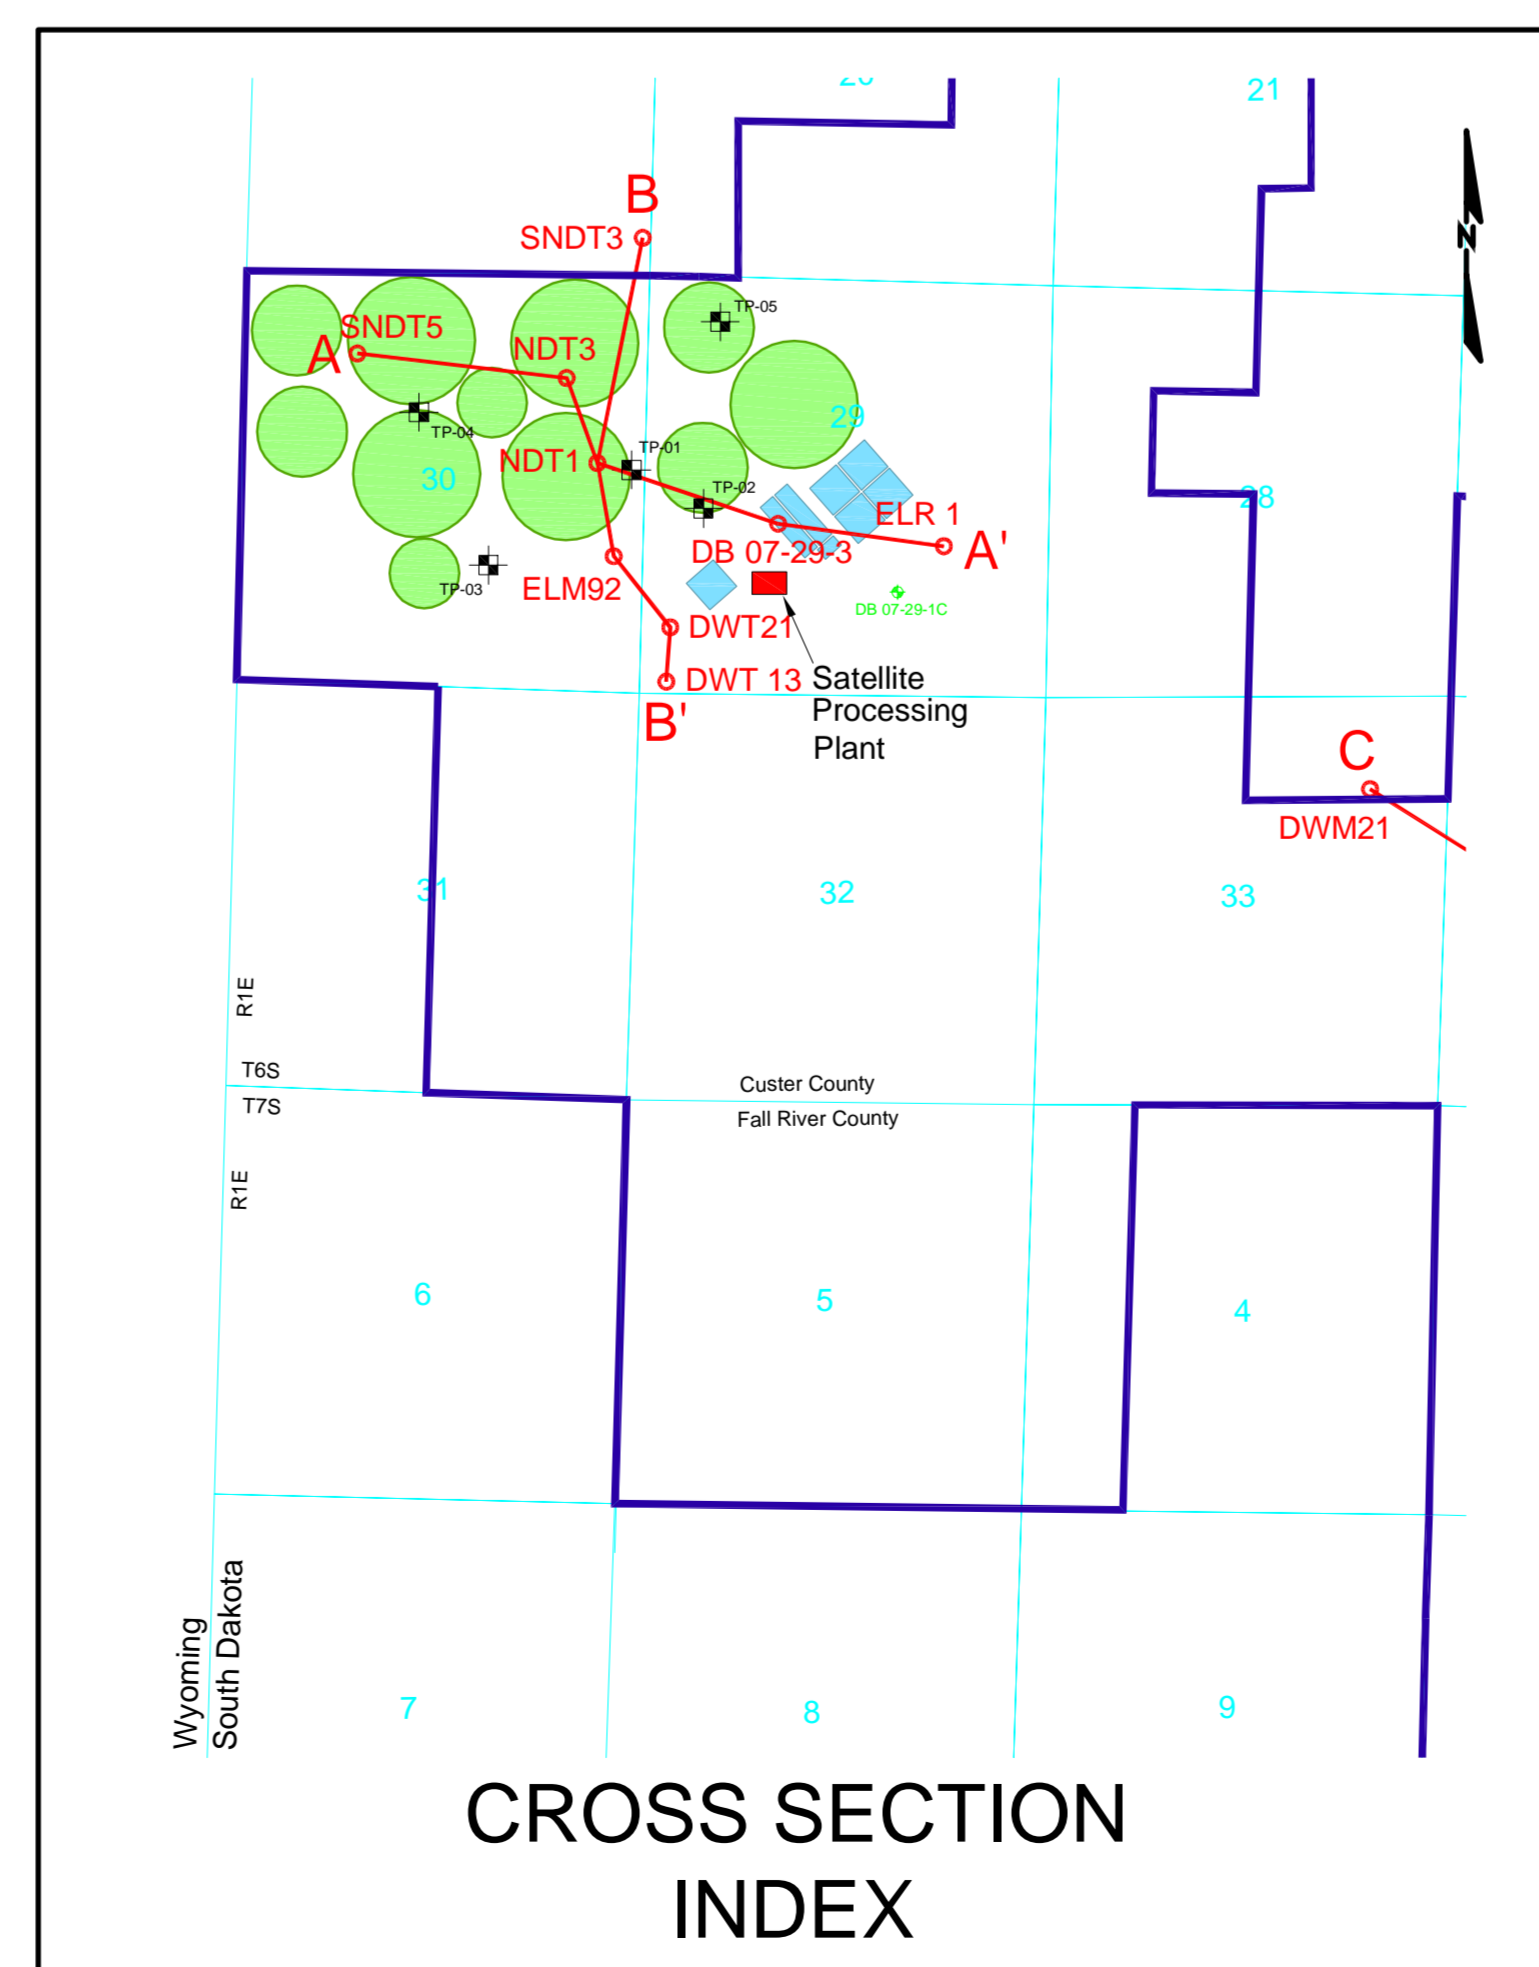 21
B
SNDT3
N
TP-05
SNDT5
A
NDT3
29
TP-04
TP-01
NDT1
30
TP-02
28
ELR 1
DB 07-29-3
A'
TP-03
ELM92
DB 07-29-1C
DWT21
DWT 13
Satellite
Processing
Plant
B'
C
DWM21
31
32
33
R1E
T6S
Custer County
T7S
Fall River County
R1E
6
5
4
Wyoming
South Dakota
7
8
9
CROSS SECTION
INDEX